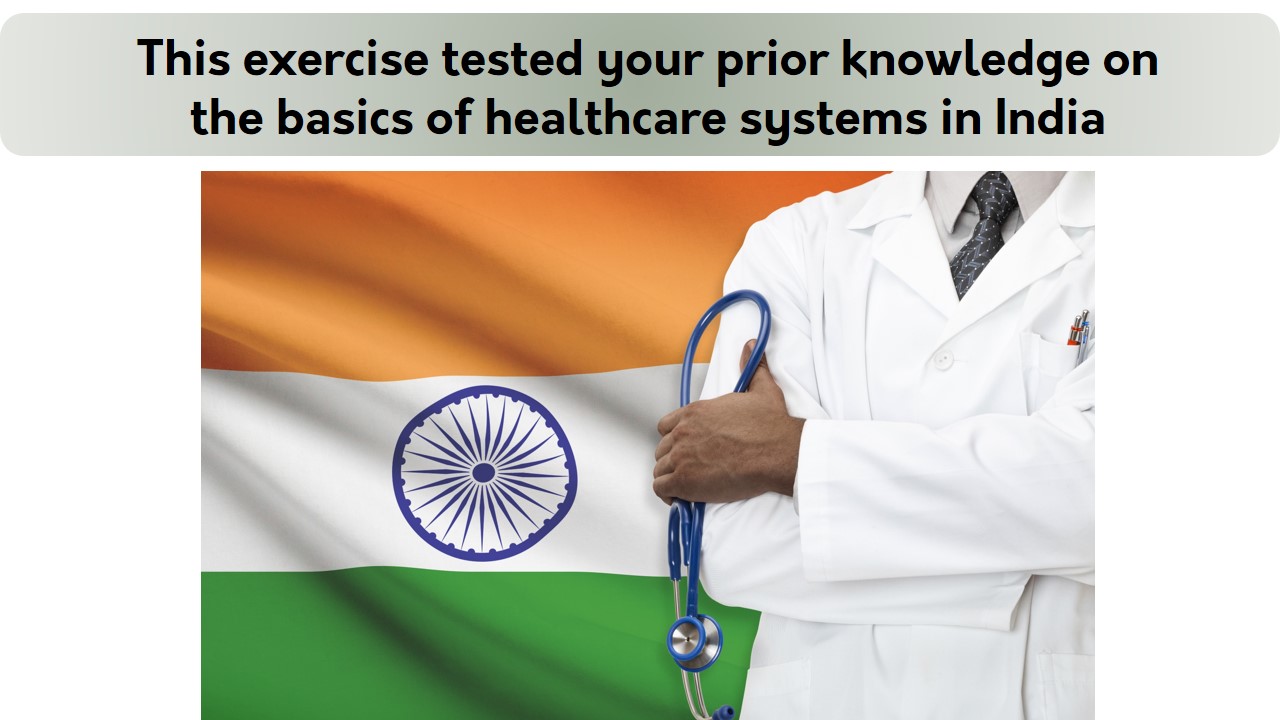 This exercise tested your prior knowledge on
the basics of healthcare systems in India